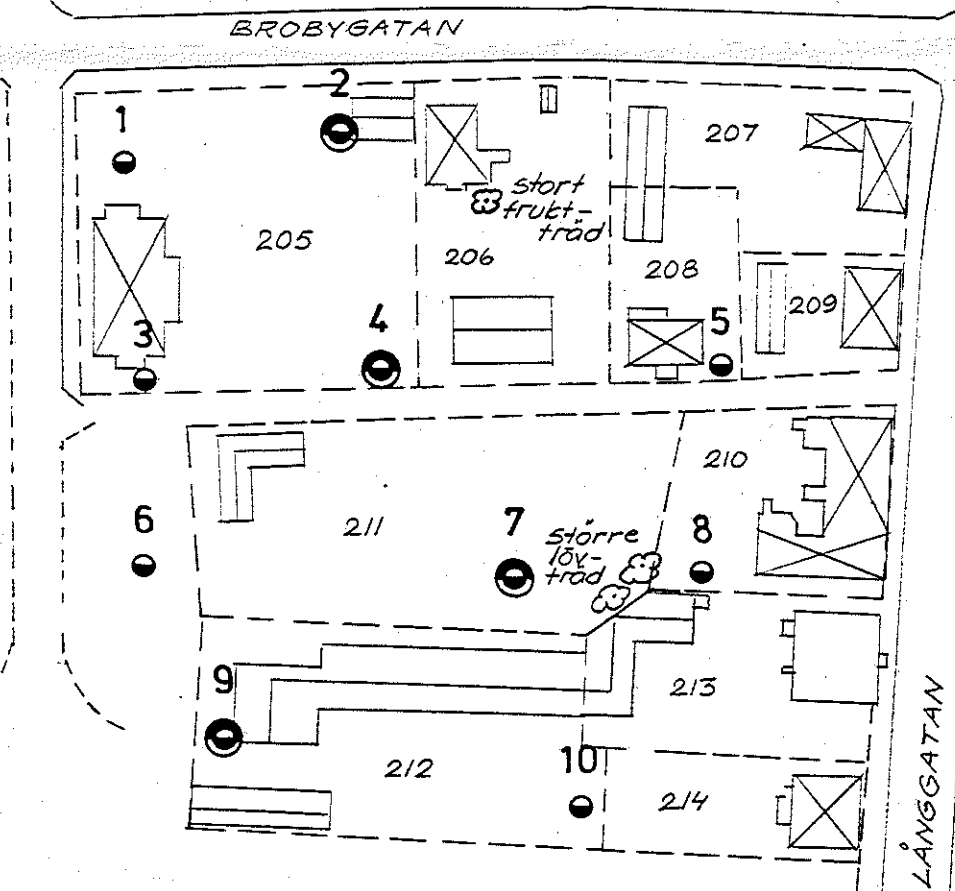 BROBYGATAN
2
1
207
stort
frukt-
träd
205
206
208
209
3
4
5
210
6
211
7
större
löv-
träd
8
9
213
212
10
214
LÅNGGATAN